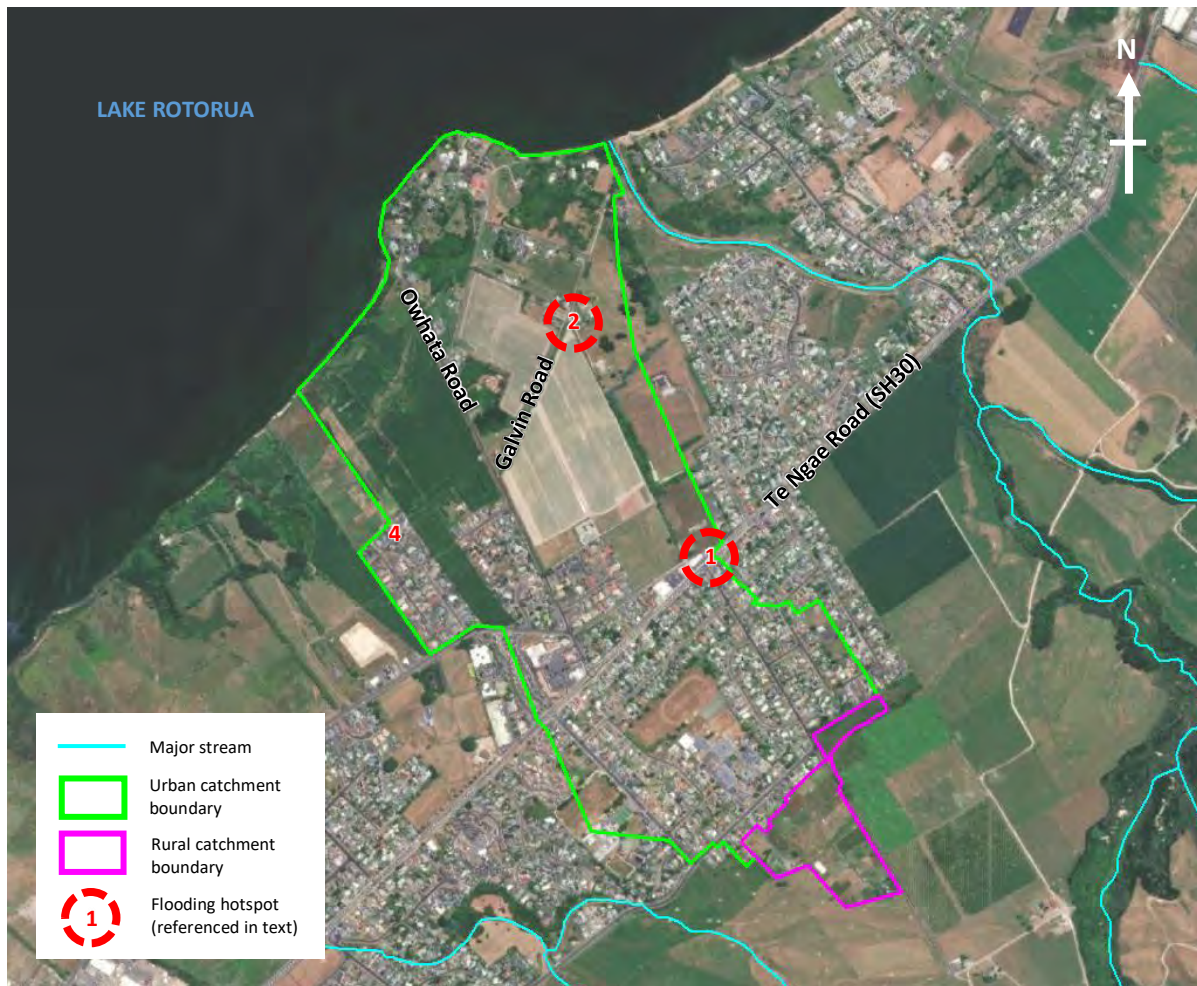 N
LAKE ROTORUA
2
Owhata Road
Galvin Road
Te Ngae Road (SH30)
4
1
Major stream
Urban catchment
boundary
Rural catchment
boundary
1
Flooding hotspot
(referenced in text)